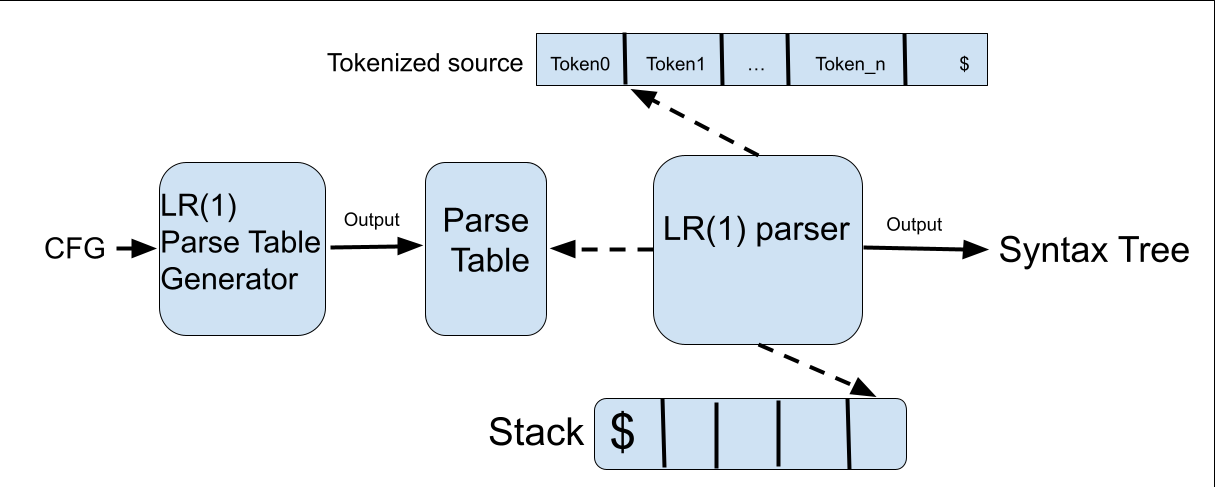 Tokenized source
Token0 Token1 ... Token_n $
CFG
LR(1)
Parse Table
Generator
Output
Parse
Table
LR(1) parser
Output
Syntax Tree
Stack
$